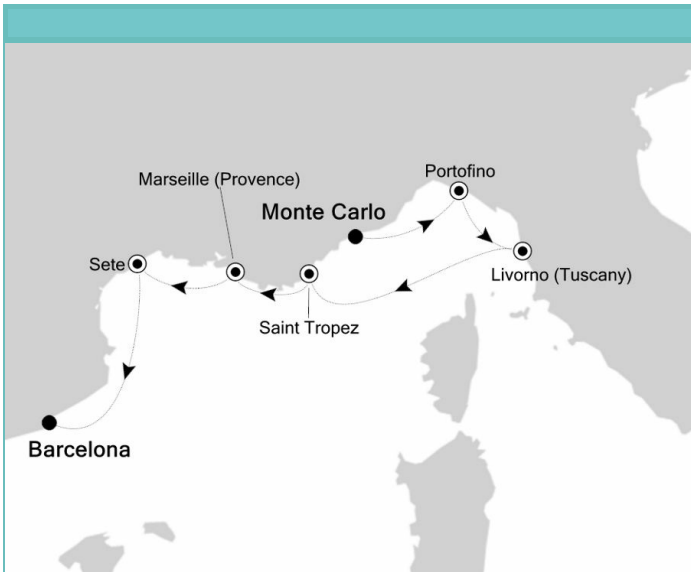 Portofino
Marseille (Provence)
Monte Carlo
Sete
Livorno (Tuscany)
Saint Tropez
Barcelona